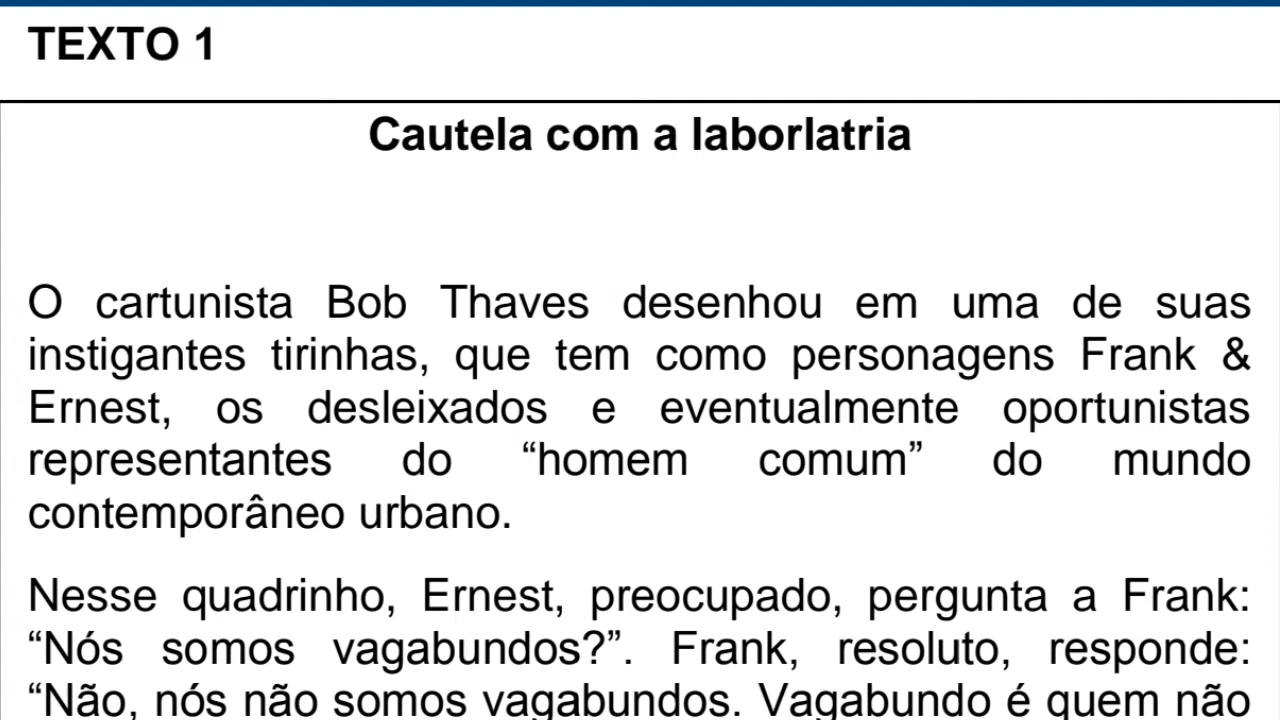 TEXTO 1
Cautela com a laborlatria
O cartunista Bob Thaves desenhou em uma de suas
instigantes tirinhas, que tem como personagens Frank &
Ernest, os desleixados e eventualmente oportunistas
representantes do “homem comum” do mundo
contemporâneo urbano.
Nesse quadrinho, Ernest, preocupado, pergunta a Frank:
“Nós somos vagabundos?”. Frank, resoluto, responde:
“Não, nós não somos vagabundos. Vagabundo é quem não